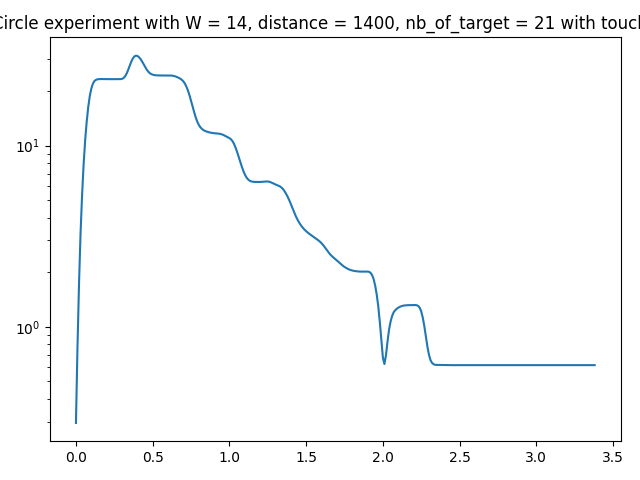 Circle experiment with W = 14, distance = 1400, nb_of_target = 21 with touch
10¹
10⁰
0.0 0.5 1.0 1.5 2.0 2.5 3.0 3.5